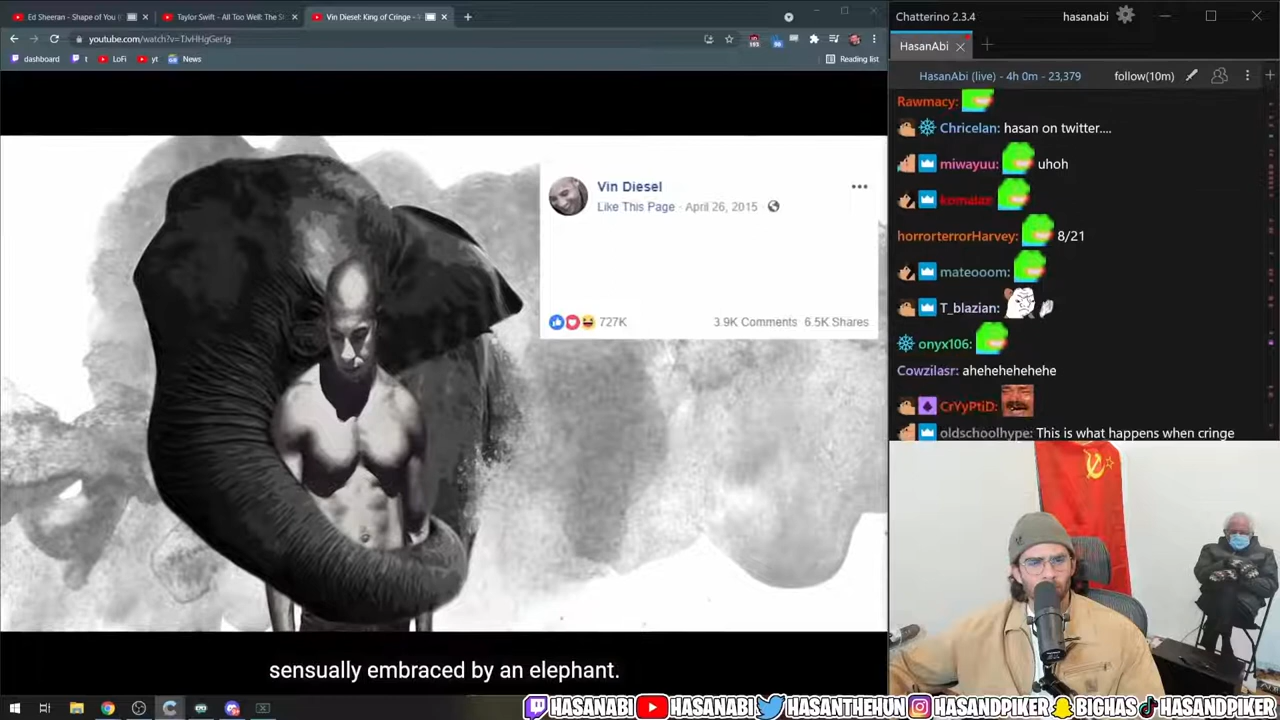 Ed Sheeran - Shape of You
Taylor Swift - All Too Well: The S
Vin Diesel: King of Cringe -
youtube.com/watch?v=TJvHHgGerJg
dashboard
t
LoFi
yt
News
Reading list
Vin Diesel
Like This Page · April 26, 2015
727K
3.9K Comments 6.5K Shares
sensually embraced by an elephant.
Chatterino 2.3.4
hasanabi
HasanAbi
HasanAbi (live) - 4h 0m - 23,379
follow(10m)
Rawmacy:
Chricelan: hasan on twitter....
miwayuu: uhoh
komalaz
horrorterrorHarvey: 8/21
mateooom:
T_blazian:
onyx106:
Cowzilasr: ahehehehehehe
CrYyPtiD:
oldschoolhype: This is what happens when cringe
HASANABI HASANABI HASANTHEHUN HASANDPIKER BIGHAS HASANDPIKER